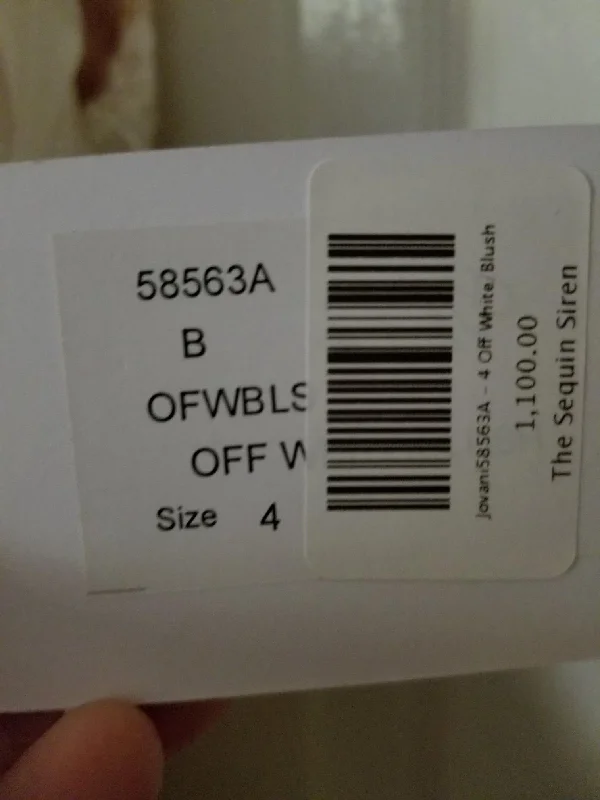 58563A
B
OFWBLS
OFF W
Size 4
Jovani58563A - 4 Off White/Blush
1,100.00
The Sequin Siren